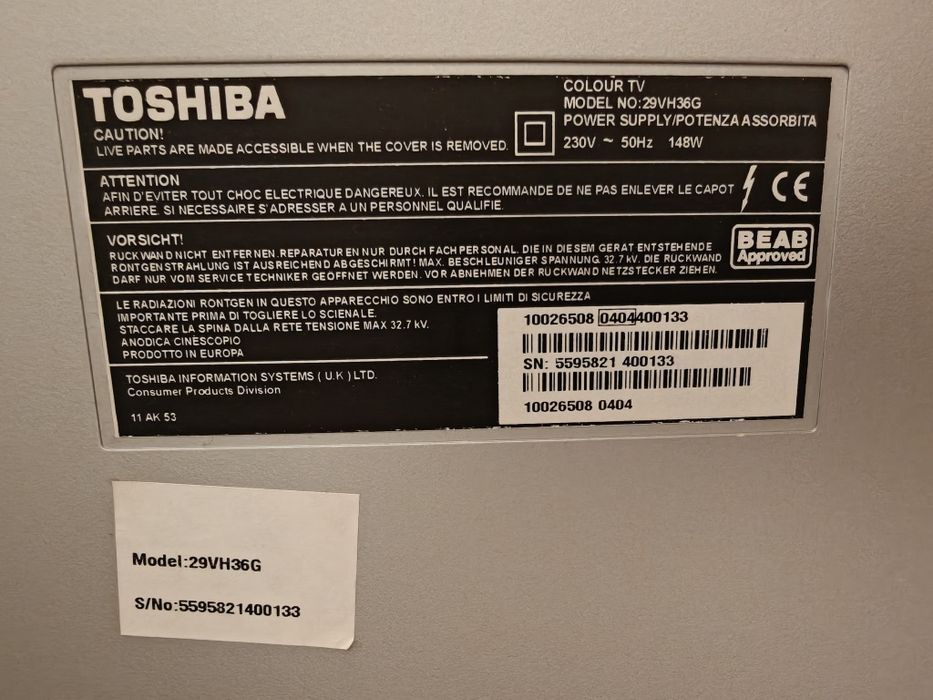 TOSHIBA
CAUTION!
LIVE PARTS ARE MADE ACCESSIBLE WHEN THE COVER IS REMOVED.
COLOUR TV
MODEL NO:29VH36G
POWER SUPPLY/POTENZA ASSORBITA
230V ~ 50Hz 148W
ATTENTION
AFIN D'EVITER TOUT CHOC ELECTRIQUE DANGEREUX. IL EST RECOMMANDE DE NE PAS ENLEVER LE CAPOT
ARRIERE. SI NECESSAIRE S'ADRESSER A UN PERSONNEL QUALIFIE.
CE
VORSICHT!
RUCKWAND NICHT ENTFERNEN.REPARATUREN NUR DURCH FACHPERSONAL. DIE IN DIESEM GERAT ENTSTEHENDE
RONTGENSTRAHLUNG IST AUSREICHEND ABGESCHIRMT! MAX. BESCHLEUNIGER SPANNUNG. 32.7 kV. DIE RUCKWAND
DARF NUR VOM SERVICE TECHNIKER GEOFFNET WERDEN. VOR ABNEHMEN DER RUCKWAND NETZSTECKER ZIEHEN.
BEAB
Approved
LE RADIAZIONI RONTGEN IN QUESTO APPARECCHIO SONO ENTRO I LIMITI DI SICUREZZA
IMPORTANTE PRIMA DI TOGLIERE LO SCIENALE.
STACCARE LA SPINA DALLA RETE TENSIONE MAX 32.7 kV.
ANODICA CINESCOPIO
PRODOTTO IN EUROPA
TOSHIBA INFORMATION SYSTEMS ( U.K ) LTD.
Consumer Products Division
11 AK 53
10026508 0404400133
SN: 5595821 400133
10026508 0404
Model:29VH36G
S/No:5595821400133